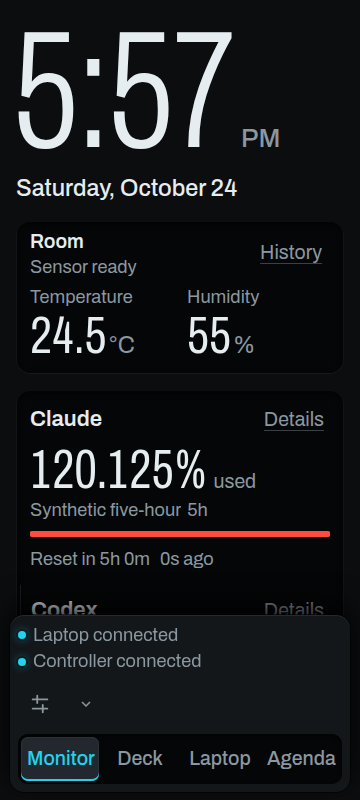 5:57 PM
Saturday, October 24
Room
History
Sensor ready
Temperature Humidity
24.5 °C 55 %
Claude Details
120.125% used
Synthetic five-hour 5h
Reset in 5h 0m 0s ago
Codex Details
Laptop connected
Controller connected
Monitor Deck Laptop Agenda